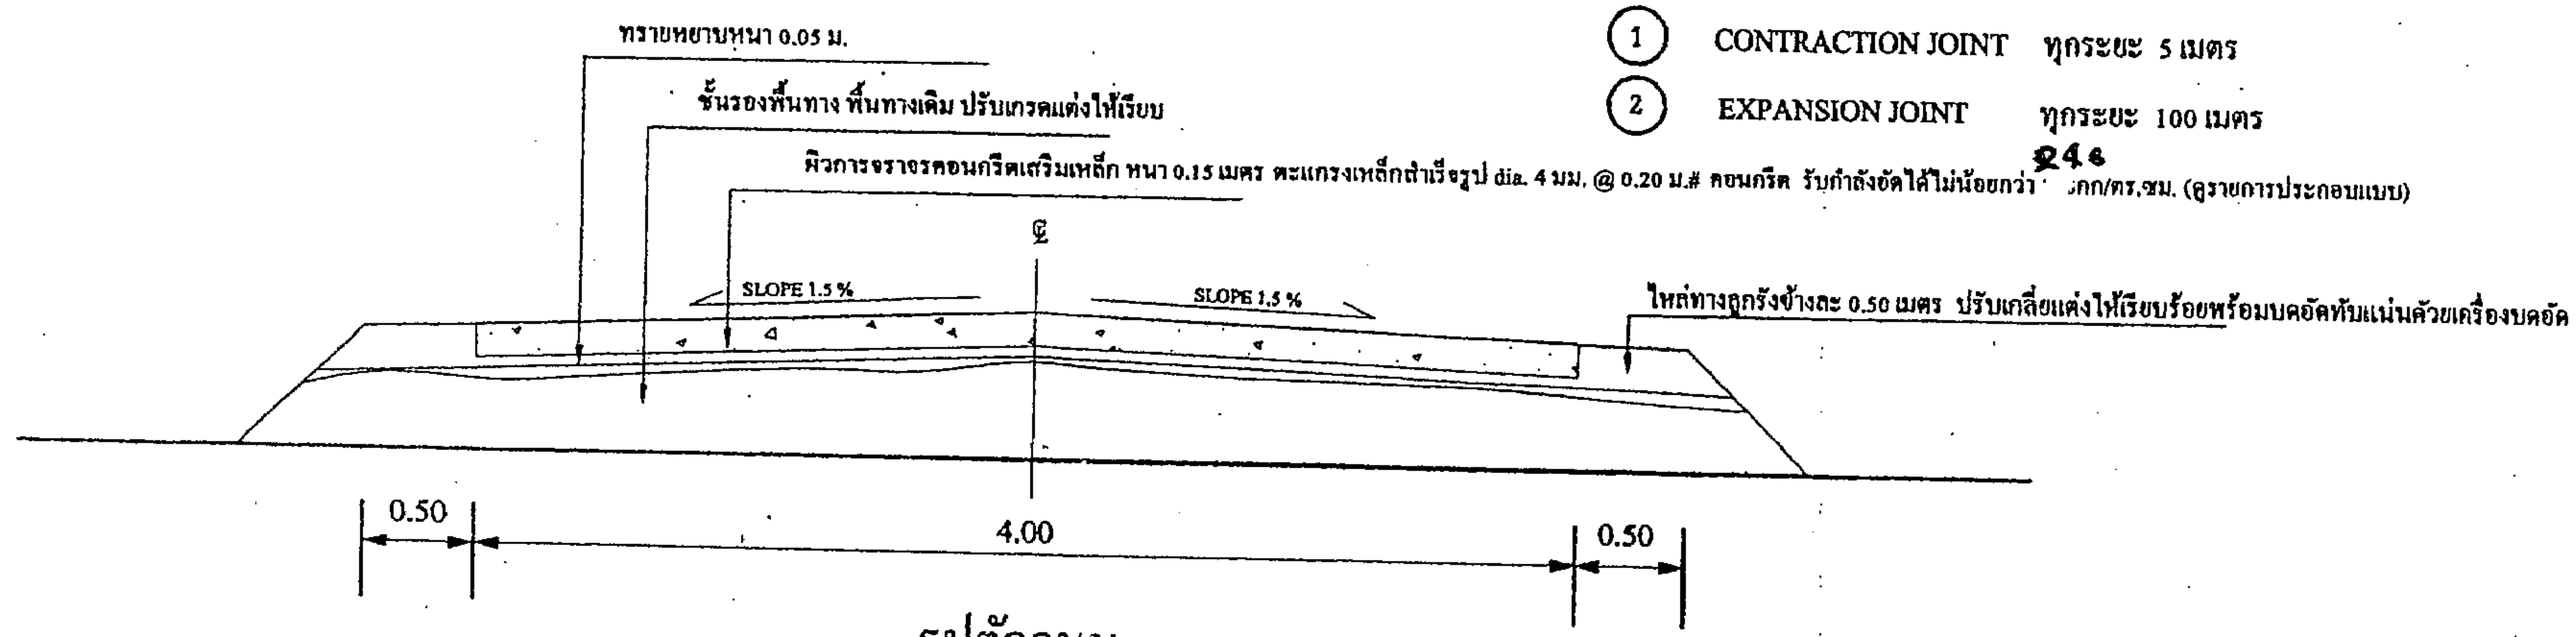 ทรายหยาบหนา 0.05 ม.
1 CONTRACTION JOINT ทุกระยะ 5 เมตร
ชั้นรองพื้นทาง พื้นทางเดิม ปรับเกรดแต่งให้เรียบ
2 EXPANSION JOINT ทุกระยะ 100 เมตร
ผิวการจราจรคอนกรีตเสริมเหล็ก หนา 0.15 เมตร ตะแกรงเหล็กสำเร็จรูป dia. 4 มม. @ 0.20 ม.# คอนกรีต รับกำลังอัดได้ไม่น้อยกว่า กก/ตร.ซม. (ดูรายการประกอบแบบ)
SLOPE 1.5 %
SLOPE 1.5 %
ไหล่ทางลูกรังข้างละ 0.50 เมตร ปรับเกลี่ยแต่งให้เรียบร้อยพร้อมบดอัดทับแน่นด้วยเครื่องบดอัด
0.50
4.00
0.50